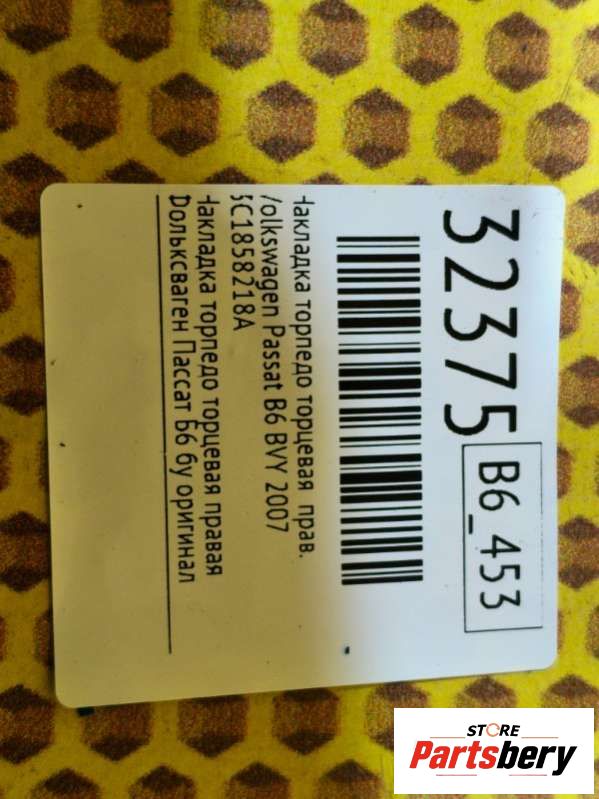 32375
B6_453
Накладка торпедо торцевая прав.
Volkswagen Passat B6 BVY 2007
3C1858218A
Накладка торпедо торцевая правая
Фольксваген Пассат Б6 бу оригинал
STORE
Partsbery